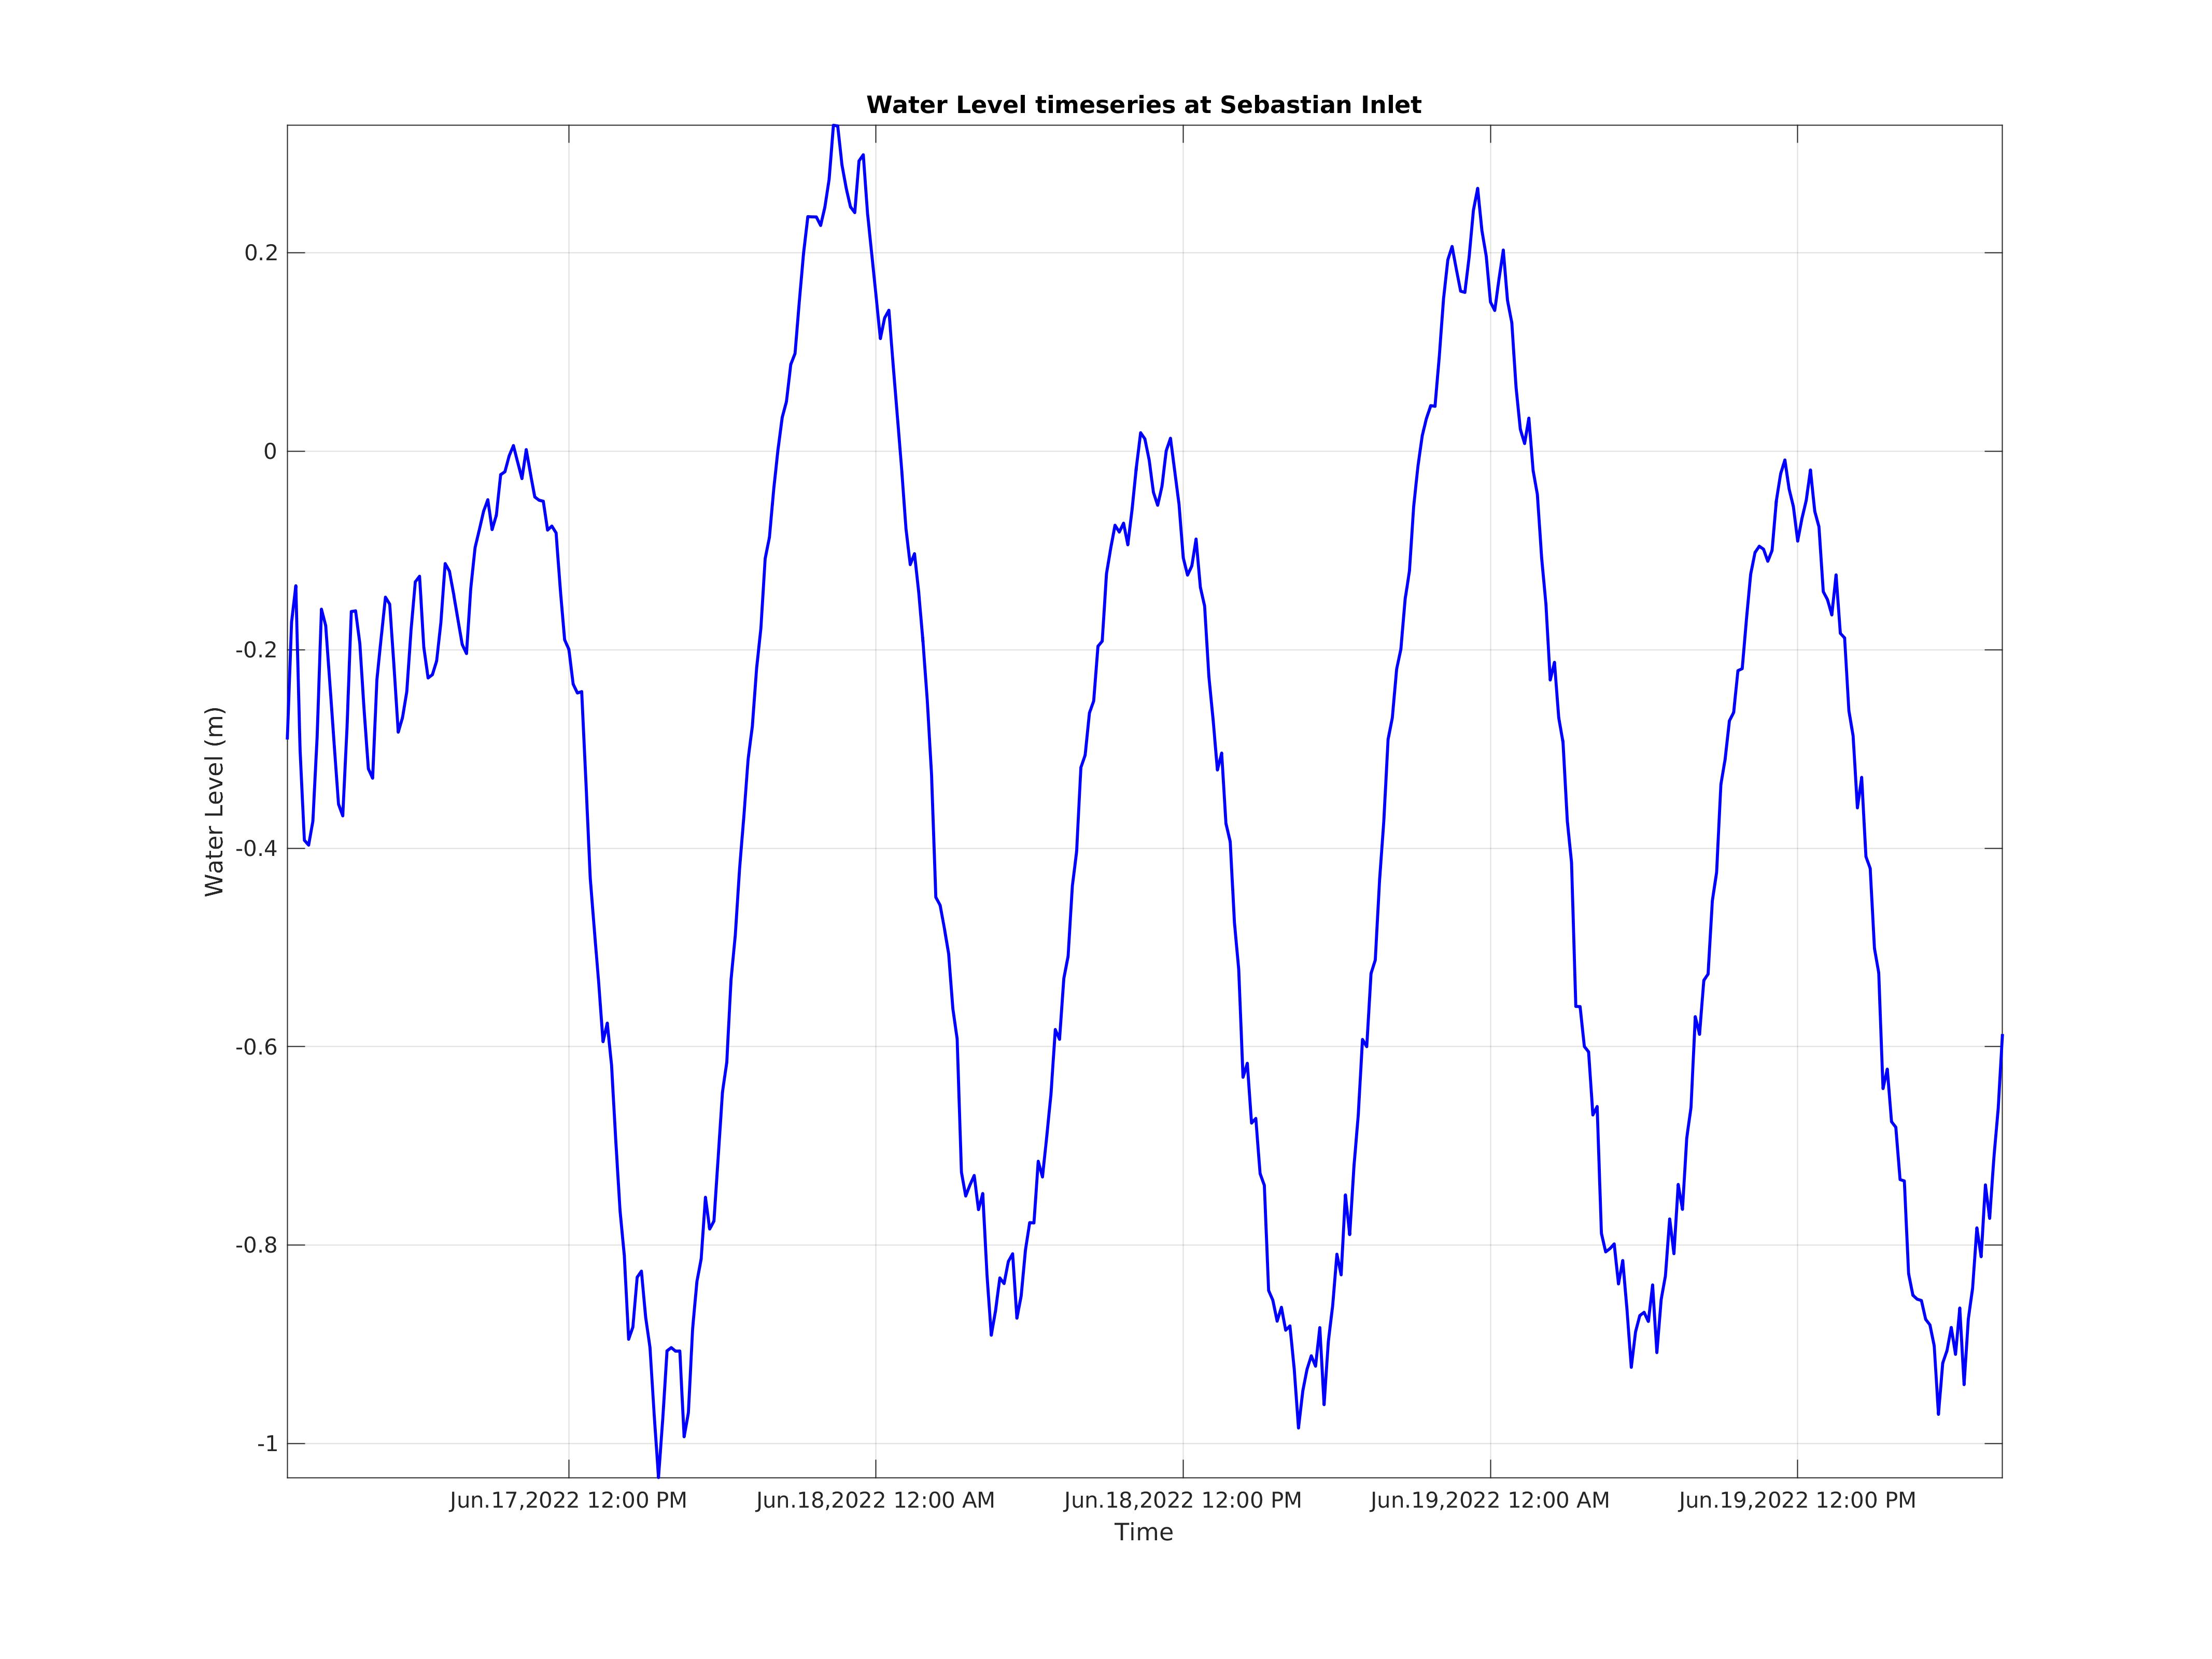 Water Level timeseries at Sebastian Inlet
0.2
0
-0.2
-0.4
-0.6
-0.8
-1
Water Level (m)
Jun.17,2022 12:00 PM
Jun.18,2022 12:00 AM
Jun.18,2022 12:00 PM
Jun.19,2022 12:00 AM
Jun.19,2022 12:00 PM
Time